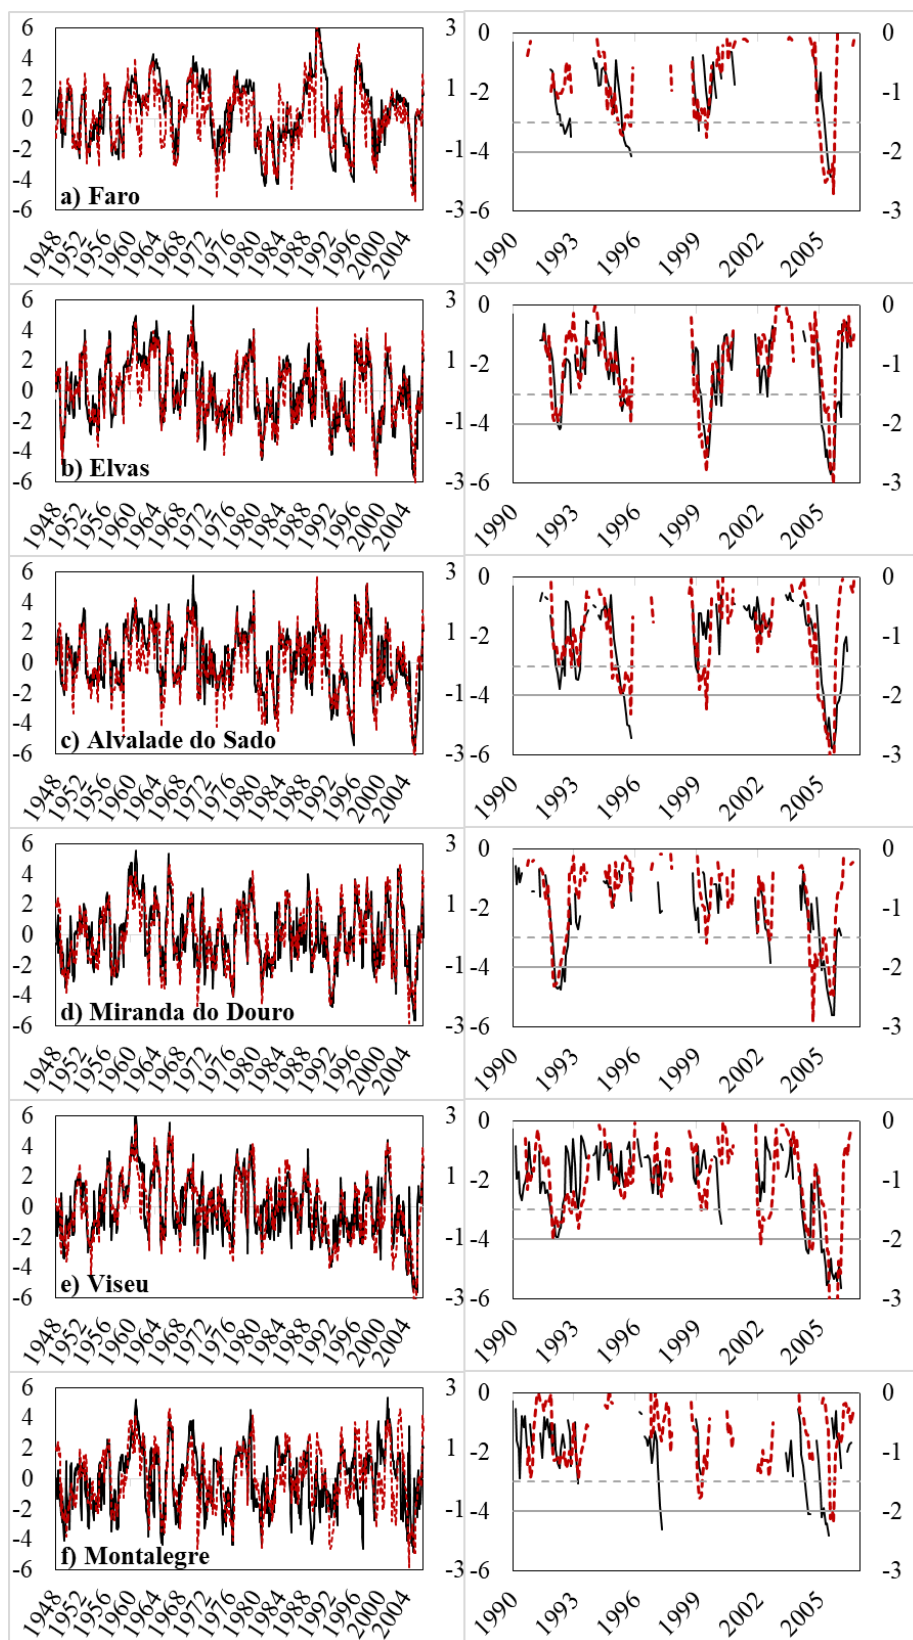 6 3 0 0
4
2 1 -2 -1
0
-2 -1 -4 -2
-4
a) Faro
-6 -3 -6 -3
1948 1952 1956 1960 1964 1968 1972 1976 1980 1984 1988 1992 1996 2000 2004
1990 1993 1996 1999 2002 2005
6 3 0 0
4
2 1 -2 -1
0
-2 -1 -4 -2
-4
b) Elvas
-6 -3 -6 -3
1948 1952 1956 1960 1964 1968 1972 1976 1980 1984 1988 1992 1996 2000 2004
1990 1993 1996 1999 2002 2005
6 3 0 0
4
2 1 -2 -1
0
-2 -1 -4 -2
-4
c) Alvalade do Sado
-6 -3 -6 -3
1948 1952 1956 1960 1964 1968 1972 1976 1980 1984 1988 1992 1996 2000 2004
1990 1993 1996 1999 2002 2005
6 3 0 0
4
2 1 -2 -1
0
-2 -1 -4 -2
-4
d) Miranda do Douro
-6 -3 -6 -3
1948 1952 1956 1960 1964 1968 1972 1976 1980 1984 1988 1992 1996 2000 2004
1990 1993 1996 1999 2002 2005
6 3 0 0
4
2 1 -2 -1
0
-2 -1 -4 -2
-4
e) Viseu
-6 -3 -6 -3
1948 1952 1956 1960 1964 1968 1972 1976 1980 1984 1988 1992 1996 2000 2004
1990 1993 1996 1999 2002 2005
6 3 0 0
4
2 1 -2 -1
0
-2 -1 -4 -2
-4
f) Montalegre
-6 -3 -6 -3
1948 1952 1956 1960 1964 1968 1972 1976 1980 1984 1988 1992 1996 2000 2004
1990 1993 1996 1999 2002 2005